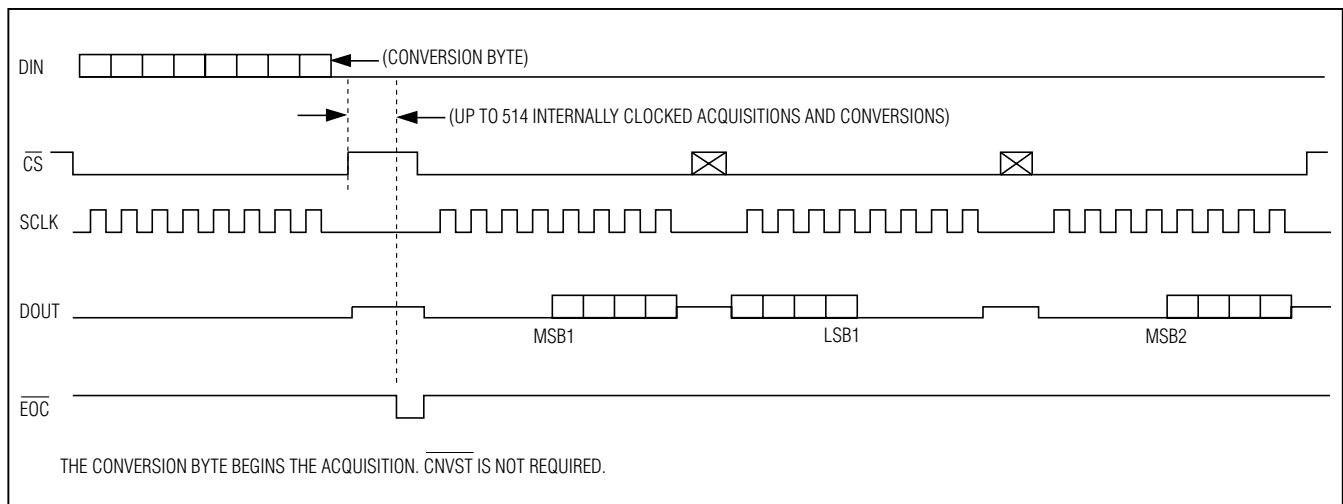 DIN
(CONVERSION BYTE)
(UP TO 514 INTERNALLY CLOCKED ACQUISITIONS AND CONVERSIONS)
CS
SCLK
DOUT
MSB1
LSB1
MSB2
EOC
THE CONVERSION BYTE BEGINS THE ACQUISITION. CNVST IS NOT REQUIRED.